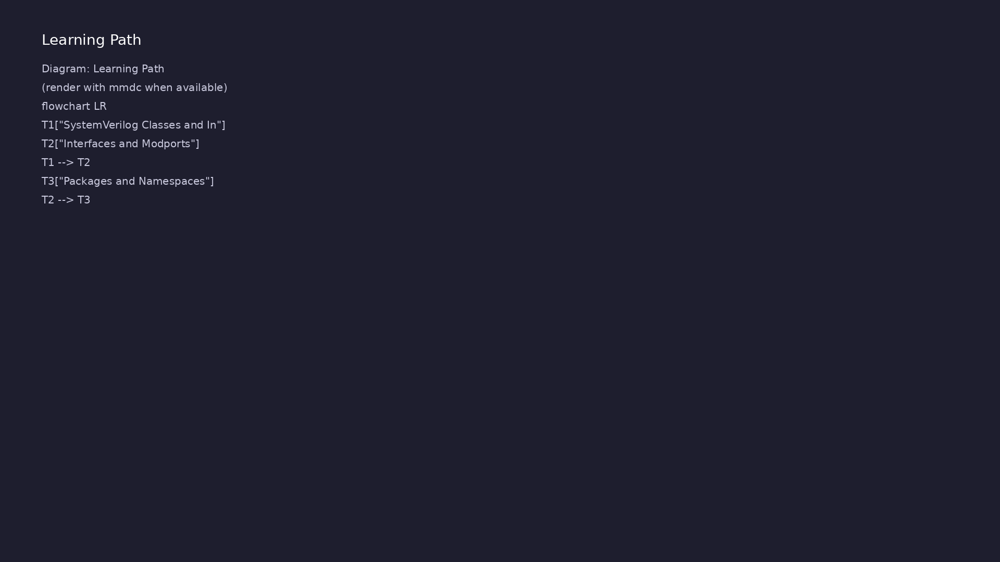 Learning Path
Diagram: Learning Path
(render with mmdc when available)
flowchart LR
T1["SystemVerilog Classes and In"]
T2["Interfaces and Modports"]
T1 --> T2
T3["Packages and Namespaces"]
T2 --> T3